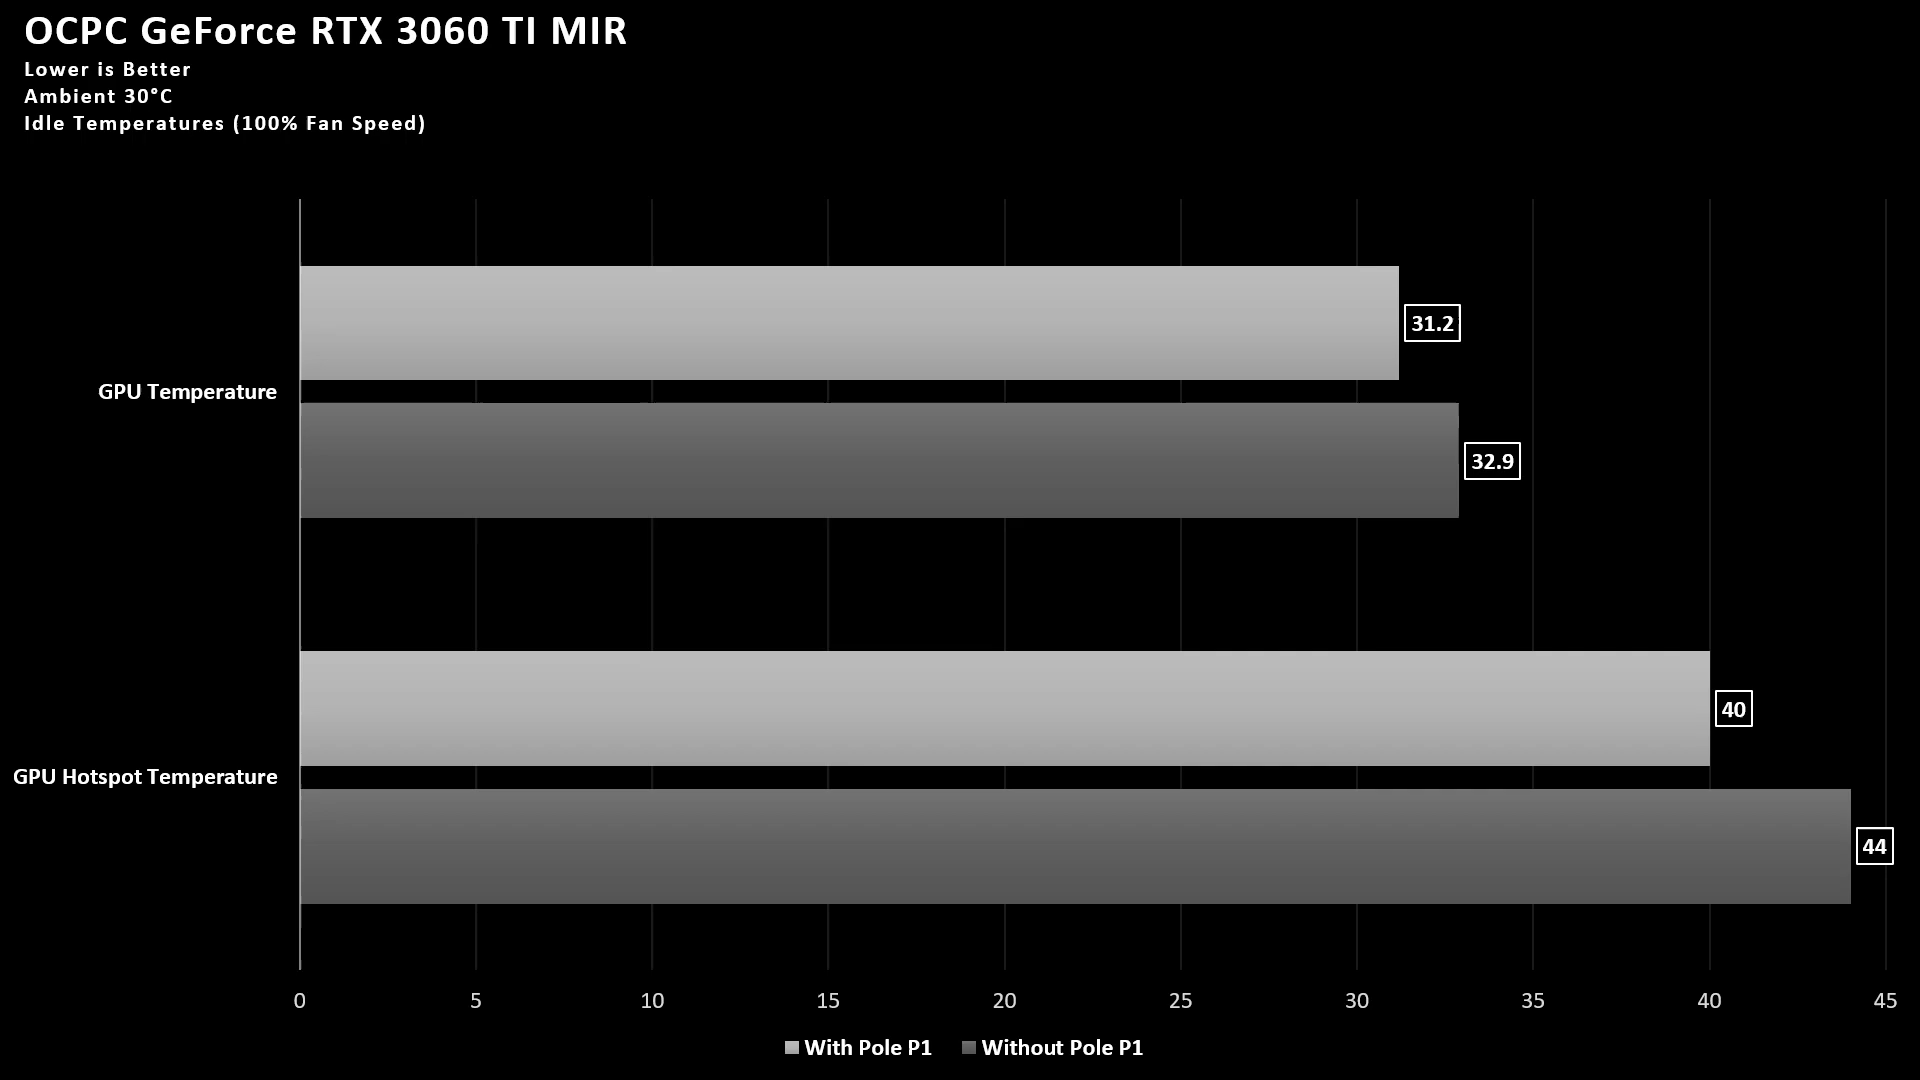 OCPC GeForce RTX 3060 TI MIR
Lower is Better
Ambient 30°C
Idle Temperatures (100% Fan Speed)
31.2
GPU Temperature
32.9
40
GPU Hotspot Temperature
44
0 5 10 15 20 25 30 35 40 45
With Pole P1 Without Pole P1